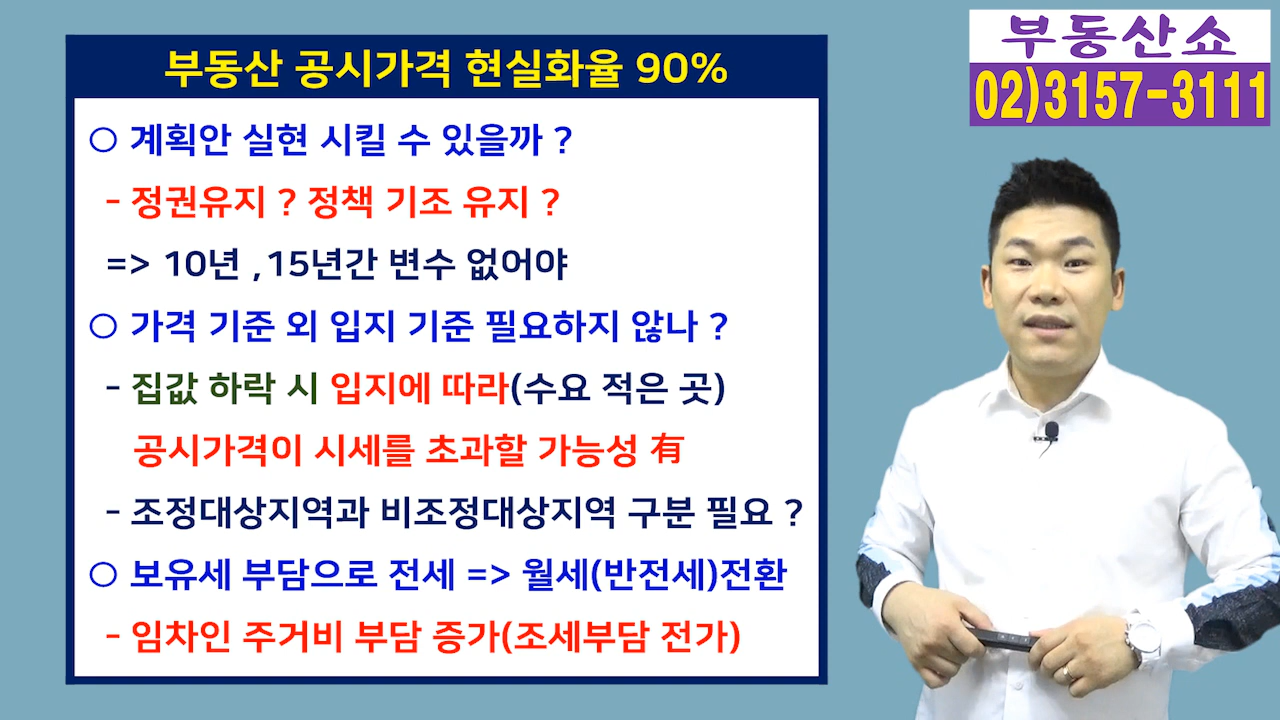 부동산 공시가격 현실화율 90%
○ 계획안 실현 시킬 수 있을까 ?
- 정권유지 ? 정책 기조 유지 ?
=> 10년 ,15년간 변수 없어야
○ 가격 기준 외 입지 기준 필요하지 않나 ?
- 집값 하락 시 입지에 따라(수요 적은 곳)
공시가격이 시세를 초과할 가능성 有
- 조정대상지역과 비조정대상지역 구분 필요 ?
○ 보유세 부담으로 전세 => 월세(반전세)전환
- 임차인 주거비 부담 증가(조세부담 전가)
부동산쇼
02)3157-3111